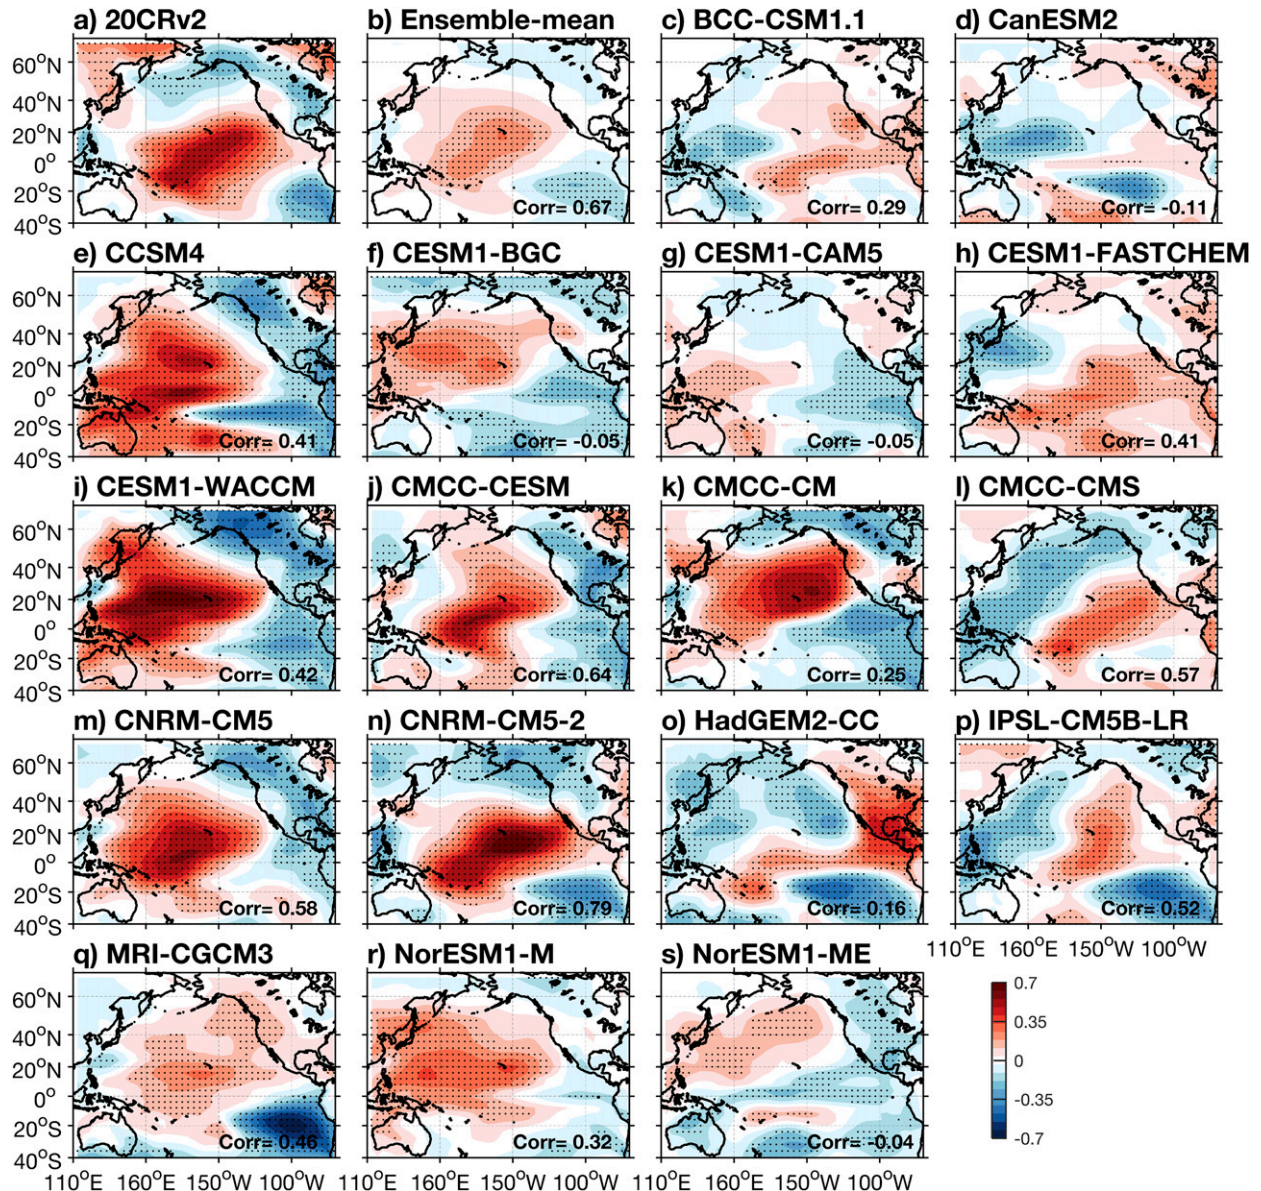 a) 20CRv2 b) Ensemble-mean c) BCC-CSM1.1 d) CanESM2
60°N
40°N
20°N
0°
20°S
40°S
Corr= 0.67 Corr= 0.29 Corr= -0.11
e) CCSM4 f) CESM1-BGC g) CESM1-CAM5 h) CESM1-FASTCHEM
60°N
40°N
20°N
0°
20°S
40°S
Corr= 0.41 Corr= -0.05 Corr= -0.05 Corr= 0.41
i) CESM1-WACCM j) CMCC-CESM k) CMCC-CM l) CMCC-CMS
60°N
40°N
20°N
0°
20°S
40°S
Corr= 0.42 Corr= 0.64 Corr= 0.25 Corr= 0.57
m) CNRM-CM5 n) CNRM-CM5-2 o) HadGEM2-CC p) IPSL-CM5B-LR
60°N
40°N
20°N
0°
20°S
40°S
Corr= 0.58 Corr= 0.79 Corr= 0.16 Corr= 0.52
110°E 160°E 150°W 100°W
q) MRI-CGCM3 r) NorESM1-M s) NorESM1-ME
60°N
40°N
20°N
0°
20°S
40°S
Corr= 0.46 Corr= 0.32 Corr= -0.04
110°E 160°E 150°W 100°W 110°E 160°E 150°W 100°W 110°E 160°E 150°W 100°W
0.7
0.35
0
-0.35
-0.7